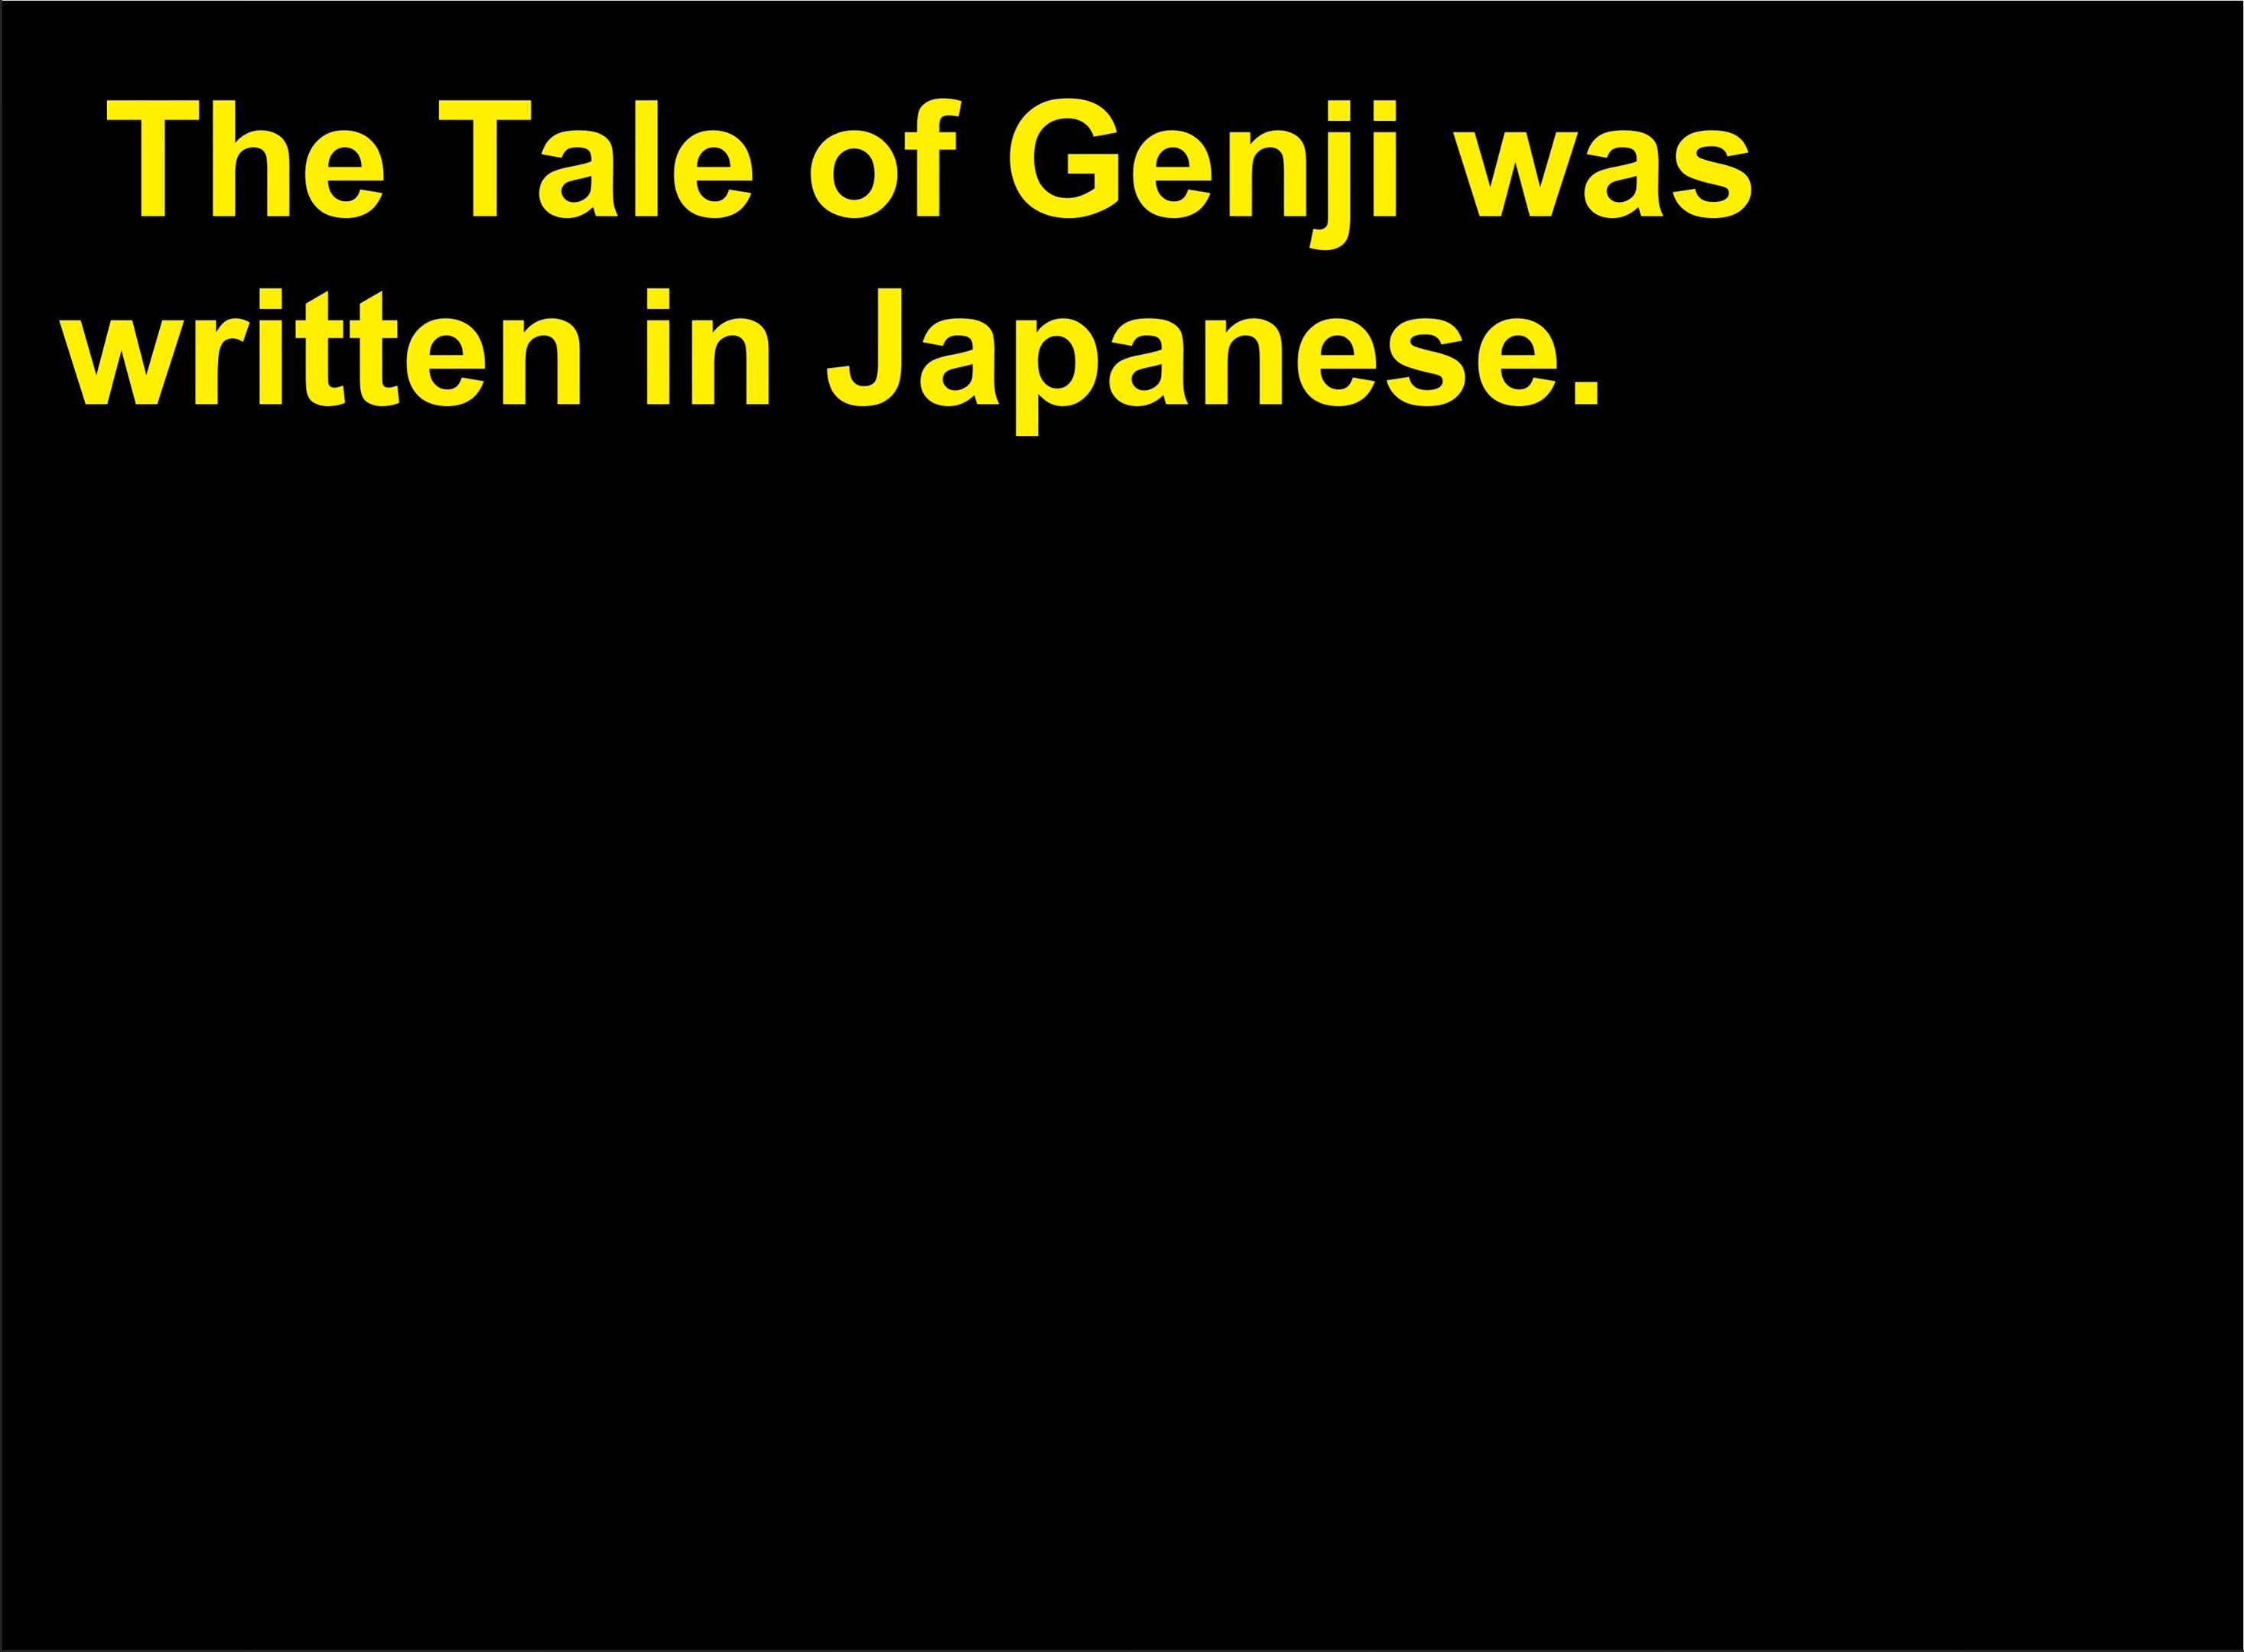 The Tale of Genji was
written in Japanese.